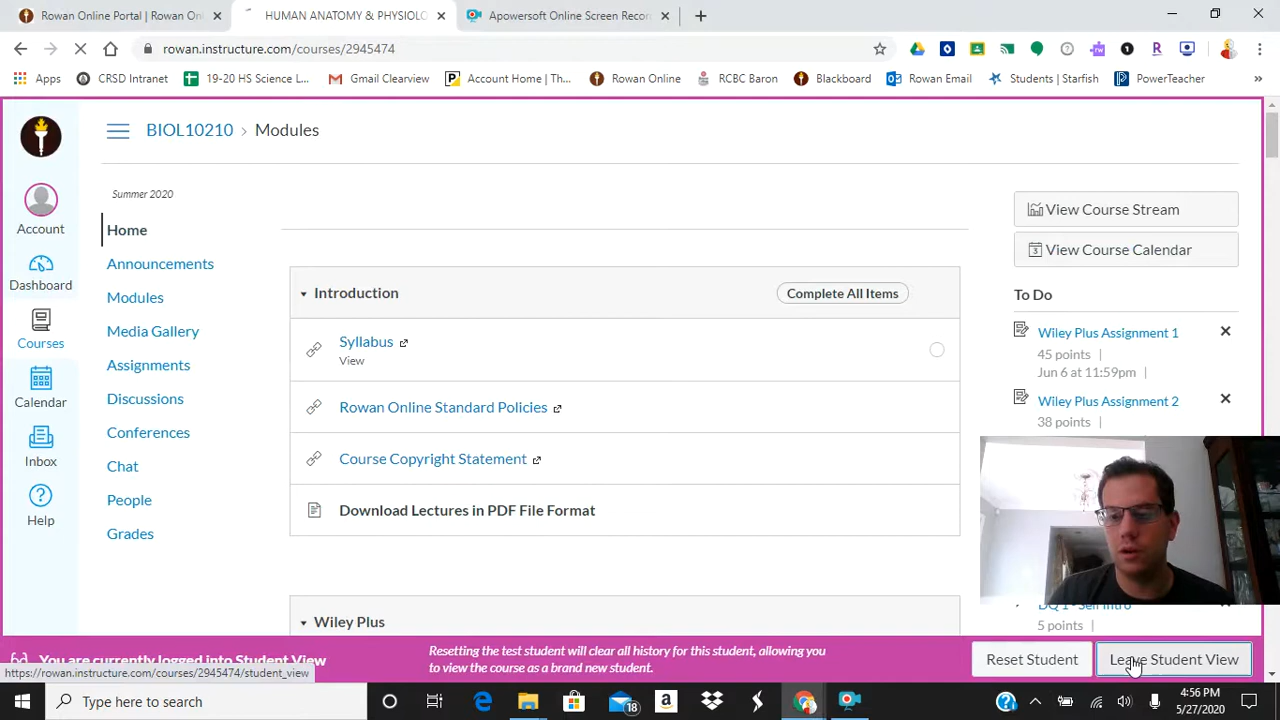 Rowan Online Portal | Rowan Onl
HUMAN ANATOMY & PHYSIOLO
Apowersoft Online Screen Recor
rowan.instructure.com/courses/2945474
Apps
CRSD Intranet
19-20 HS Science L...
Gmail Clearview
Account Home | Th...
Rowan Online
RCBC Baron
Blackboard
Rowan Email
Students | Starfish
PowerTeacher
BIOL10210 › Modules
Account
Dashboard
Courses
Calendar
Inbox
Help
Summer 2020
Home
Announcements
Modules
Media Gallery
Assignments
Discussions
Conferences
Chat
People
Grades
Introduction
Complete All Items
Syllabus
View
Rowan Online Standard Policies
Course Copyright Statement
Download Lectures in PDF File Format
Wiley Plus
View Course Stream
View Course Calendar
To Do
Wiley Plus Assignment 1
45 points |
Jun 6 at 11:59pm |
Wiley Plus Assignment 2
38 points |
DQ 1 - Self Intro
5 points |
You are currently logged into Student View
Resetting the test student will clear all history for this student, allowing you
to view the course as a brand new student.
Reset Student
Leave Student View
https://rowan.instructure.com/courses/2945474/student_view
Type here to search
18
4:56 PM
5/27/2020